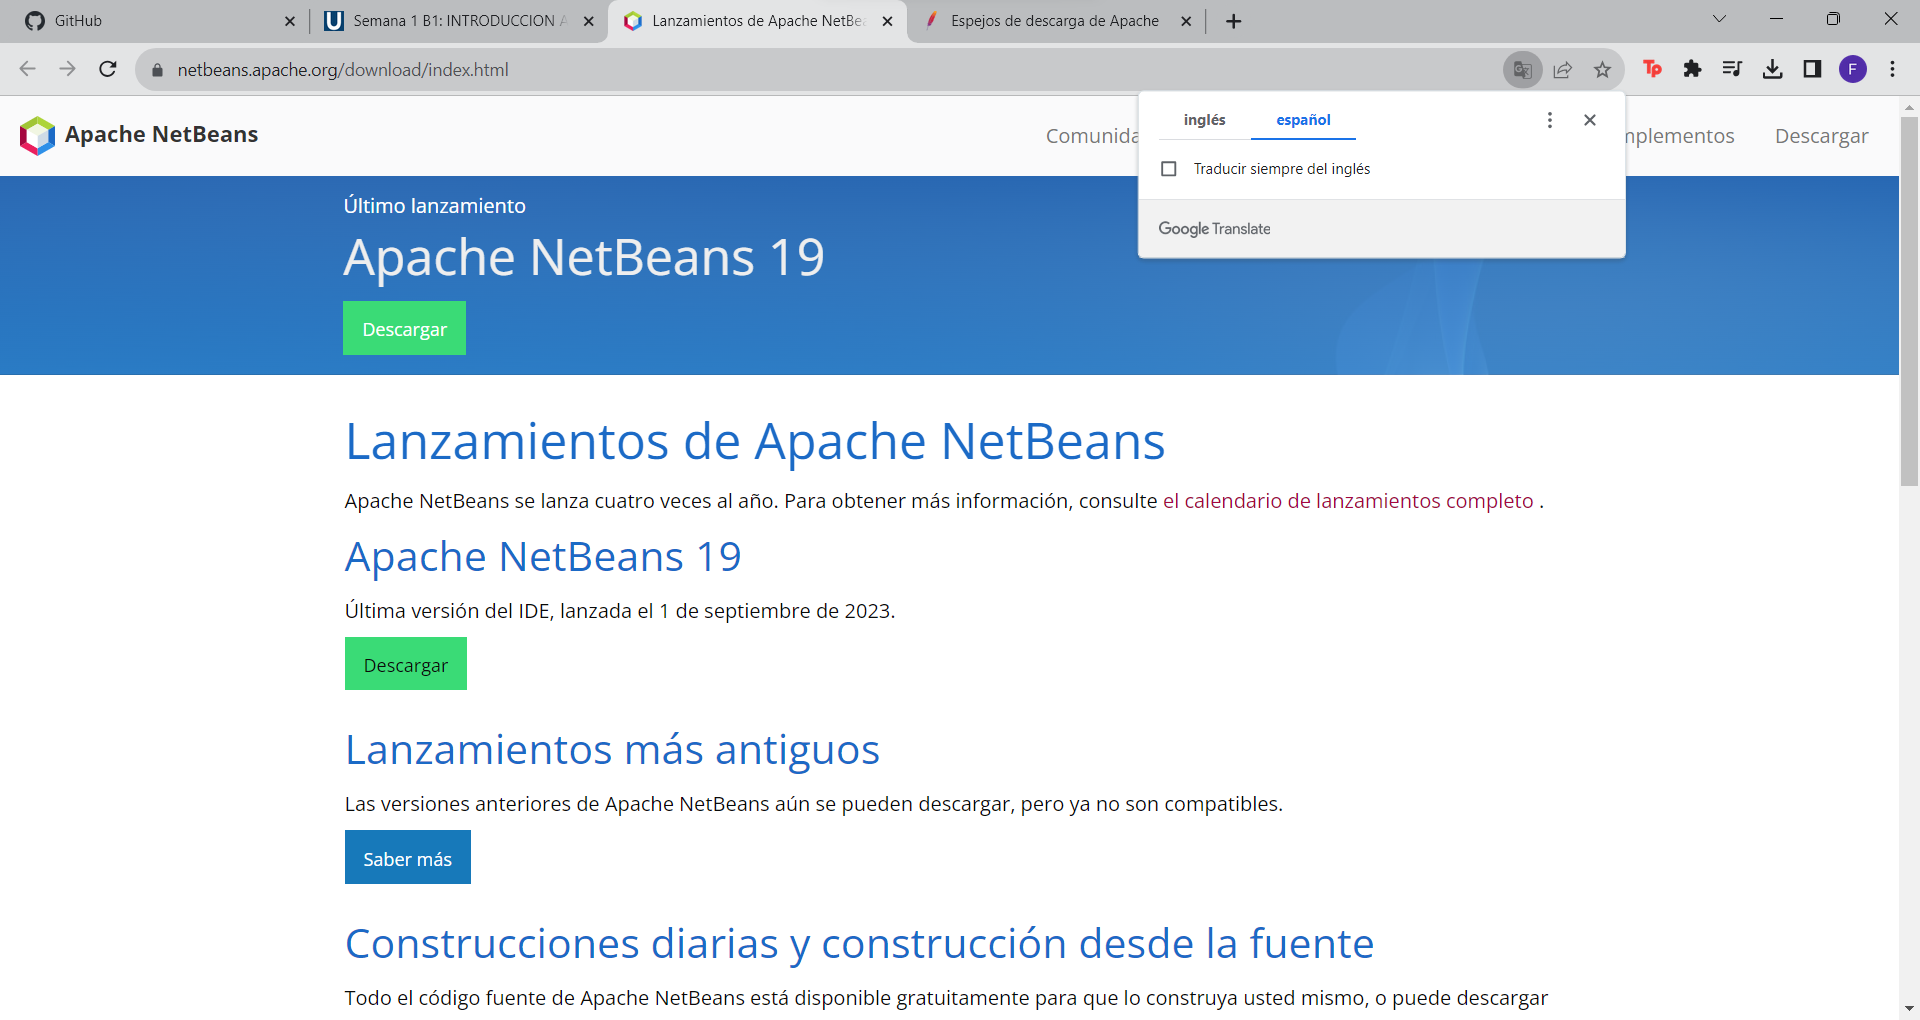 GitHub
Semana 1 B1: INTRODUCCION A
Lanzamientos de Apache NetBea
Espejos de descarga de Apache
netbeans.apache.org/download/index.html
Tp
F
inglés
español
Traducir siempre del inglés
Google Translate
Apache NetBeans
Comunida
mplementos
Descargar
Último lanzamiento
Apache NetBeans 19
Descargar
Lanzamientos de Apache NetBeans
Apache NetBeans se lanza cuatro veces al año. Para obtener más información, consulte el calendario de lanzamientos completo .
Apache NetBeans 19
Última versión del IDE, lanzada el 1 de septiembre de 2023.
Descargar
Lanzamientos más antiguos
Las versiones anteriores de Apache NetBeans aún se pueden descargar, pero ya no son compatibles.
Saber más
Construcciones diarias y construcción desde la fuente
Todo el código fuente de Apache NetBeans está disponible gratuitamente para que lo construya usted mismo, o puede descargar